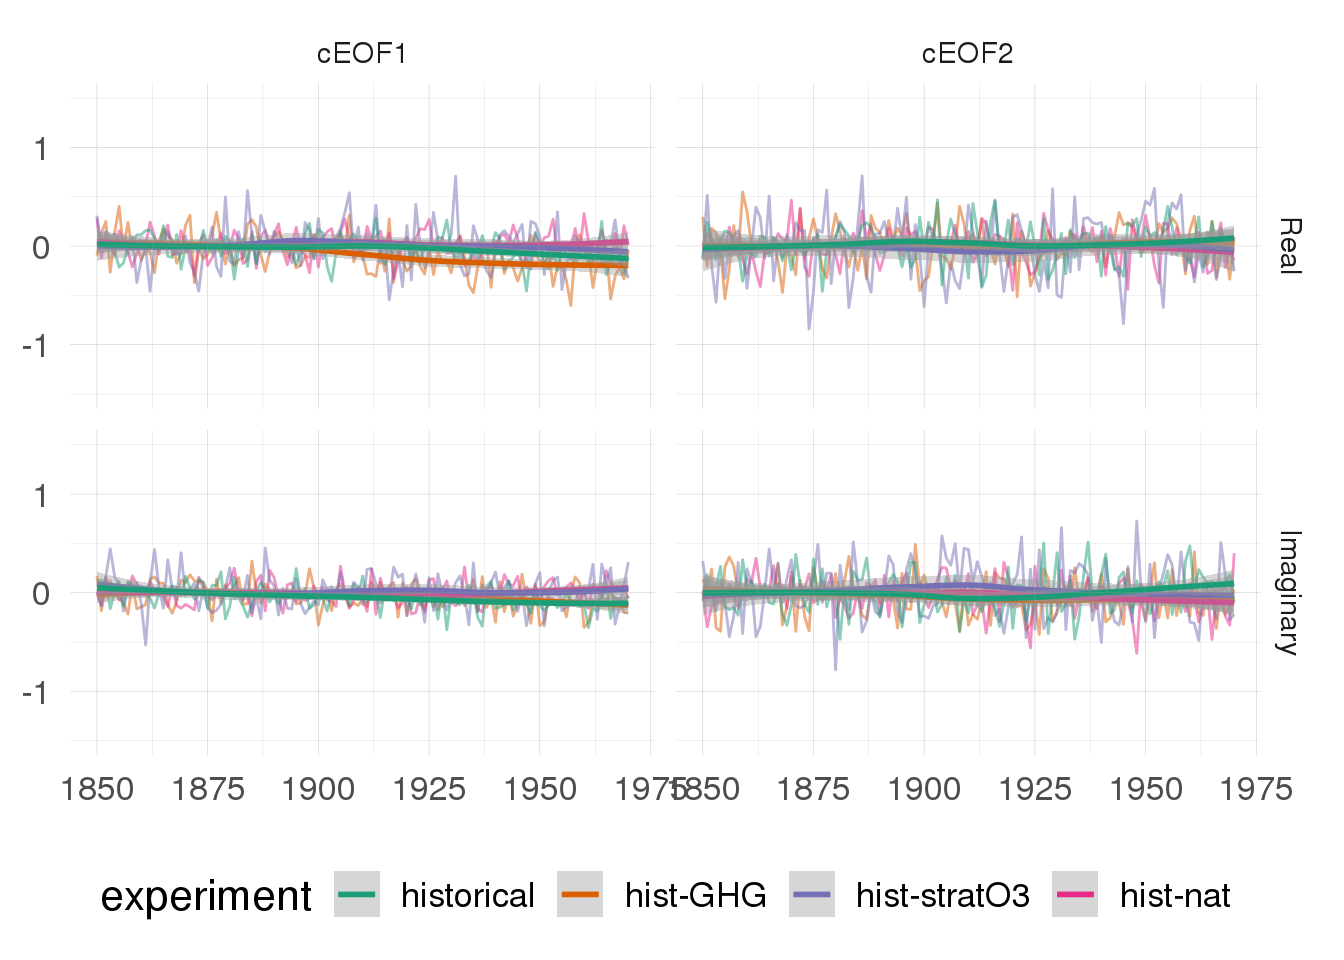 cEOF1 cEOF2
1
0
-1
Real
1
0
-1
Imaginary
1850 1875 1900 1925 1950 1975 1850 1875 1900 1925 1950 1975
experiment historical hist-GHG hist-stratO3 hist-nat